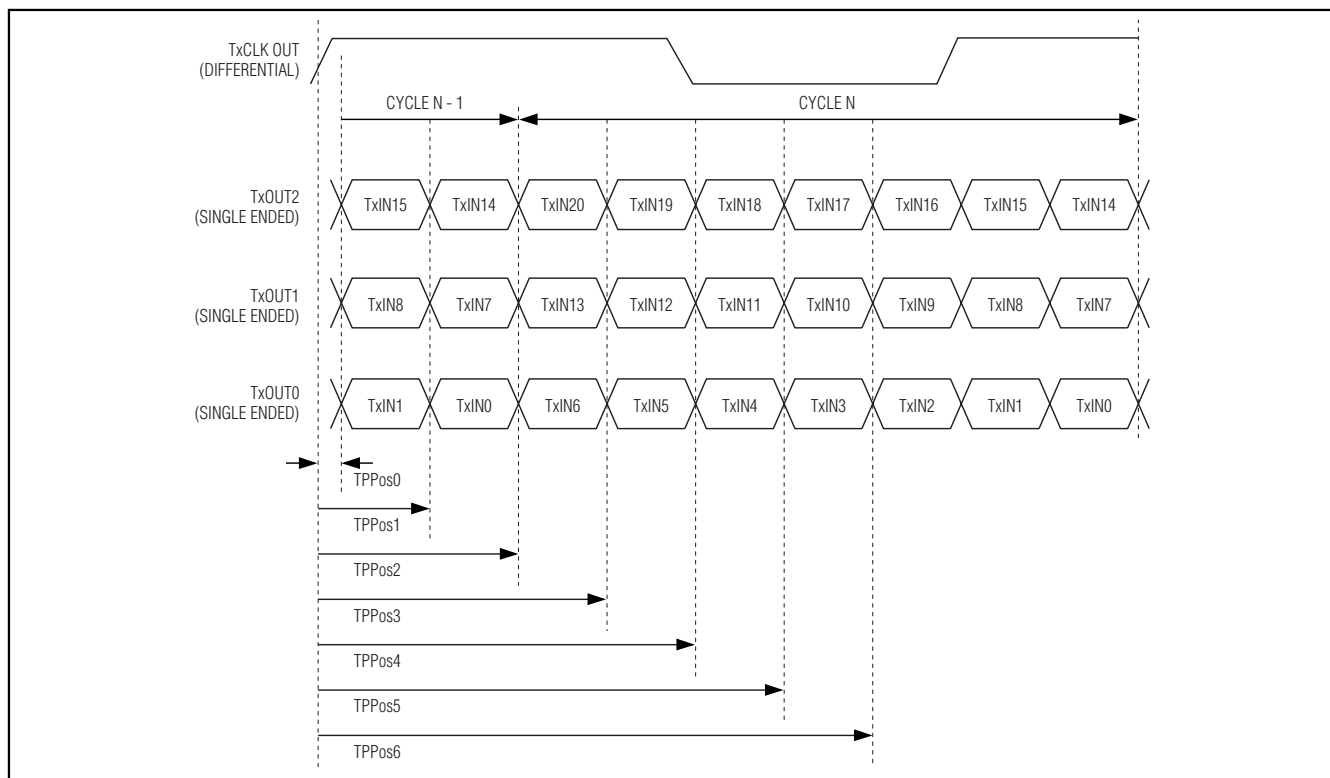 TxCLK OUT
(DIFFERENTIAL)
CYCLE N - 1
CYCLE N
TxOUT2
(SINGLE ENDED)
TxIN15 TxIN14 TxIN20 TxIN19 TxIN18 TxIN17 TxIN16 TxIN15 TxIN14
TxOUT1
(SINGLE ENDED)
TxIN8 TxIN7 TxIN13 TxIN12 TxIN11 TxIN10 TxIN9 TxIN8 TxIN7
TxOUT0
(SINGLE ENDED)
TxIN1 TxIN0 TxIN6 TxIN5 TxIN4 TxIN3 TxIN2 TxIN1 TxIN0
TPPos0
TPPos1
TPPos2
TPPos3
TPPos4
TPPos5
TPPos6